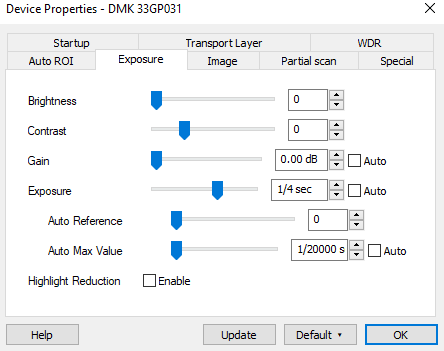 Device Properties - DMK 33GP031
Startup Transport Layer WDR
Auto ROI Exposure Image Partial scan Special
Brightness 0
Contrast 0
Gain 0.00 dB Auto
Exposure 1/4 sec Auto
Auto Reference 0
Auto Max Value 1/20000 s Auto
Highlight Reduction Enable
Help Update Default OK